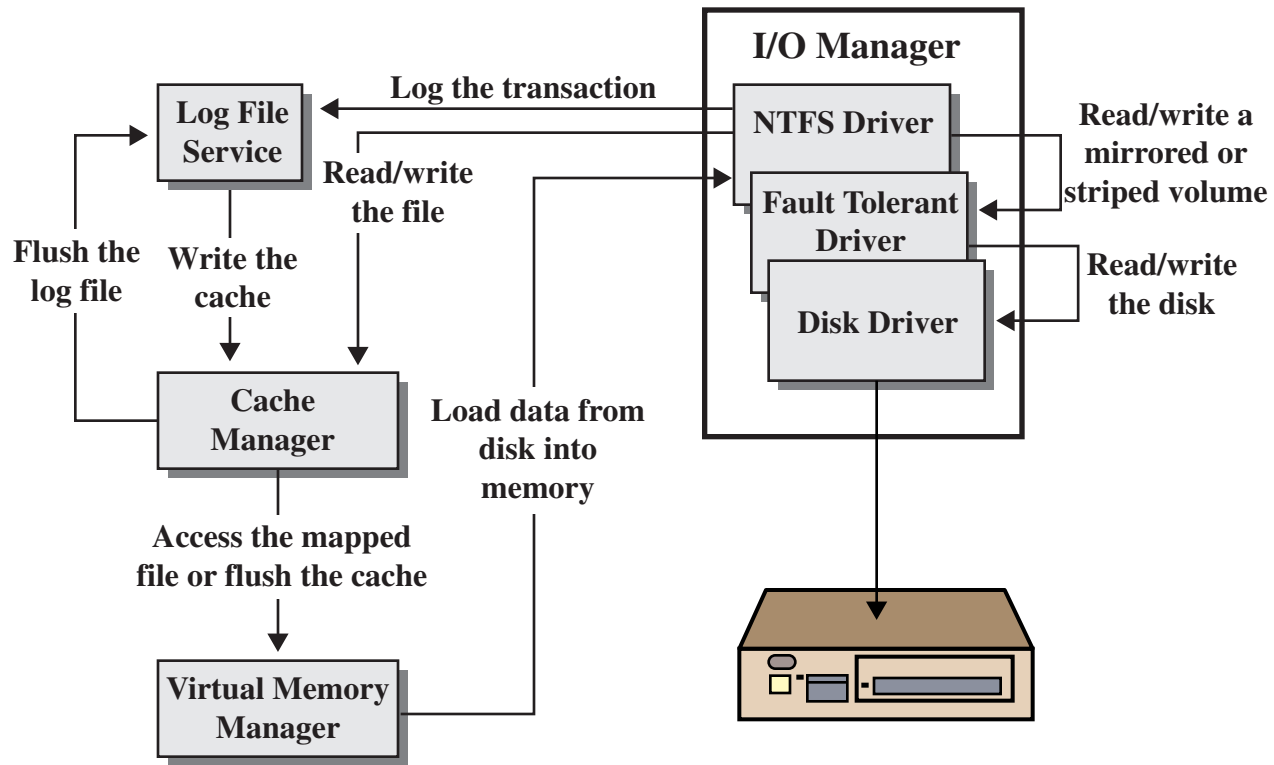 I/O Manager
Log the transaction
Log File
Service
NTFS Driver
Read/write a
mirrored or
striped volume
Read/write
the file
Fault Tolerant
Driver
Flush the
log file
Write the
cache
Read/write
the disk
Disk Driver
Cache
Manager
Load data from
disk into
memory
Access the mapped
file or flush the cache
Virtual Memory
Manager